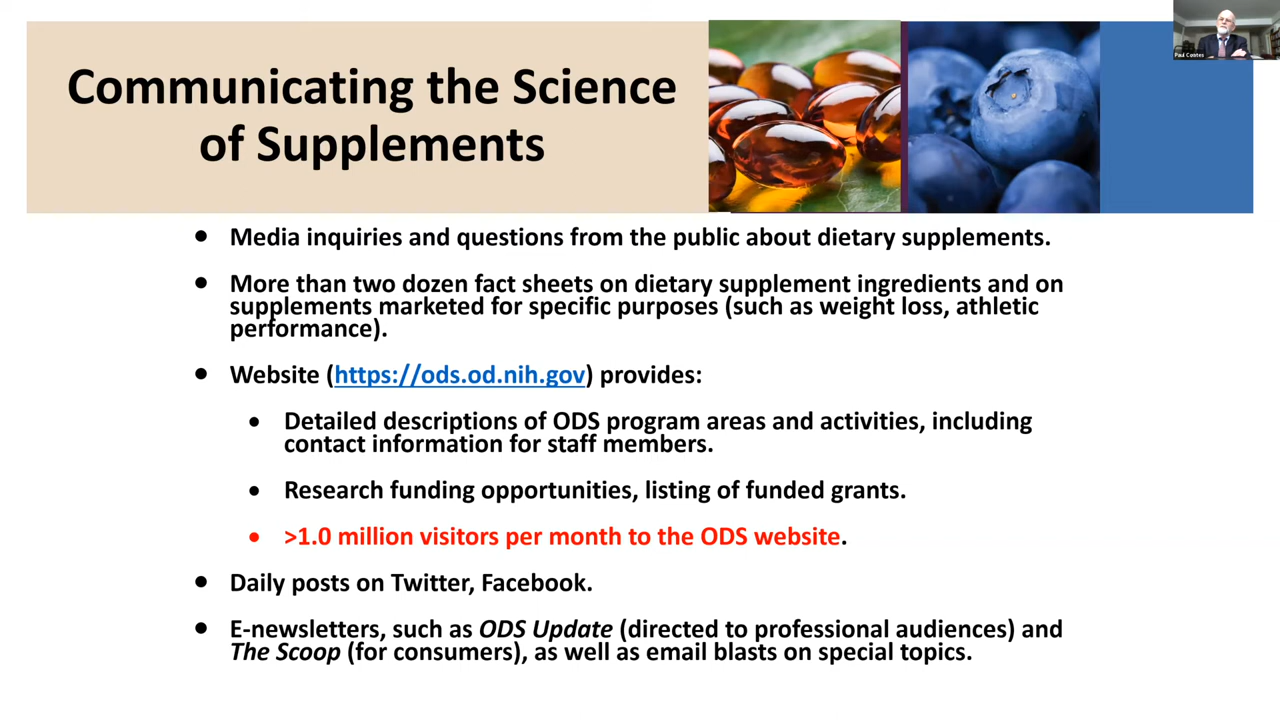 Communicating the Science
of Supplements
Paul Coates
• Media inquiries and questions from the public about dietary supplements.
• More than two dozen fact sheets on dietary supplement ingredients and on
supplements marketed for specific purposes (such as weight loss, athletic
performance).
• Website (https://ods.od.nih.gov) provides:
• Detailed descriptions of ODS program areas and activities, including
contact information for staff members.
• Research funding opportunities, listing of funded grants.
• >1.0 million visitors per month to the ODS website.
• Daily posts on Twitter, Facebook.
• E-newsletters, such as ODS Update (directed to professional audiences) and
The Scoop (for consumers), as well as email blasts on special topics.